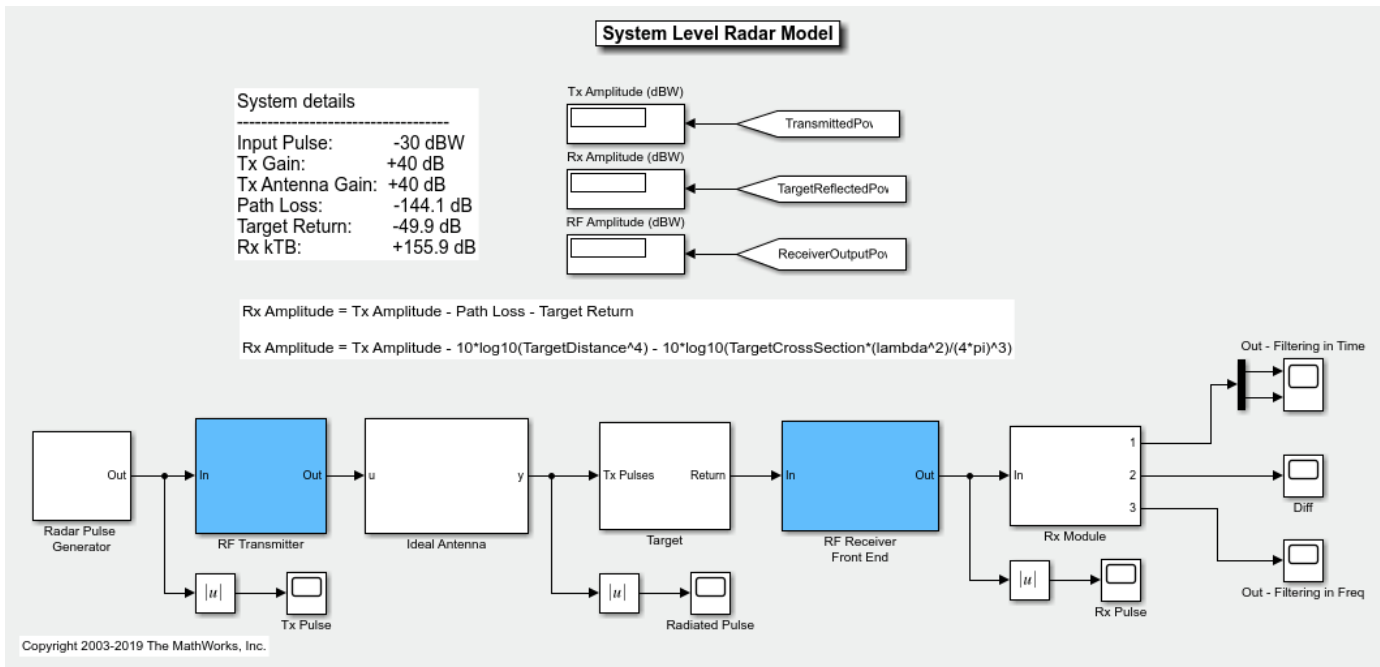 System Level Radar Model
System details
-----------------------------------
Input Pulse: -30 dBW
Tx Gain: +40 dB
Tx Antenna Gain: +40 dB
Path Loss: -144.1 dB
Target Return: -49.9 dB
Rx kTB: +155.9 dB
Tx Amplitude (dBW)
TransmittedPov
Rx Amplitude (dBW)
TargetReflectedPov
RF Amplitude (dBW)
ReceiverOutputPov
Rx Amplitude = Tx Amplitude - Path Loss - Target Return
Rx Amplitude = Tx Amplitude - 10*log10(TargetDistance^4) - 10*log10(TargetCrossSection*(lambda^2)/(4*pi)^3)
Out - Filtering in Time
Out
Radar Pulse
Generator
In Out
RF Transmitter
u y
Ideal Antenna
Tx Pulses Return
Target
In Out
RF Receiver
Front End
In
1
2
3
Rx Module
Diff
Out - Filtering in Freq
|u|
Tx Pulse
|u|
Radiated Pulse
|u|
Rx Pulse
Copyright 2003-2019 The MathWorks, Inc.